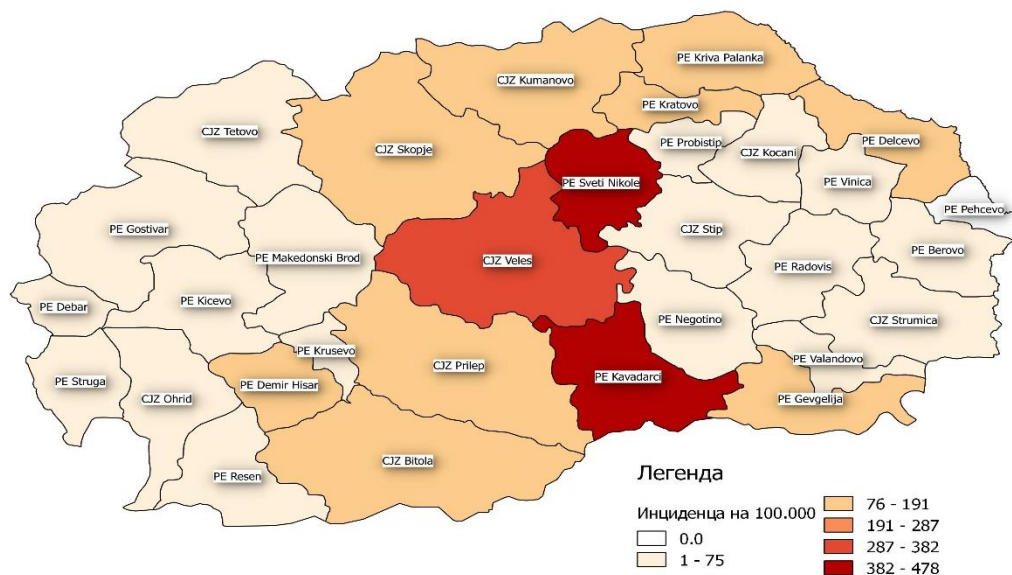 PE Kriva Palanka
CJZ Kumanovo
PE Kratovo
CJZ Tetovo
PE Probistip
PE Delcevo
CJZ Skopje
CJZ Kocani
PE Vinica
PE Sveti Nikole
PE Pehcevo
PE Gostivar
CJZ Stip
PE Berovo
PE Makedonski Brod
CJZ Veles
PE Radovis
PE Kicevo
PE Debar
PE Negotino
CJZ Strumica
PE Krusevo
PE Valandovo
CJZ Prilep
PE Kavadarci
PE Struga
PE Demir Hisar
CJZ Ohrid
PE Gevgelija
CJZ Bitola
PE Resen
Легенда
Инциденца на 100.000
0.0
1 - 75
76 - 191
191 - 287
287 - 382
382 - 478